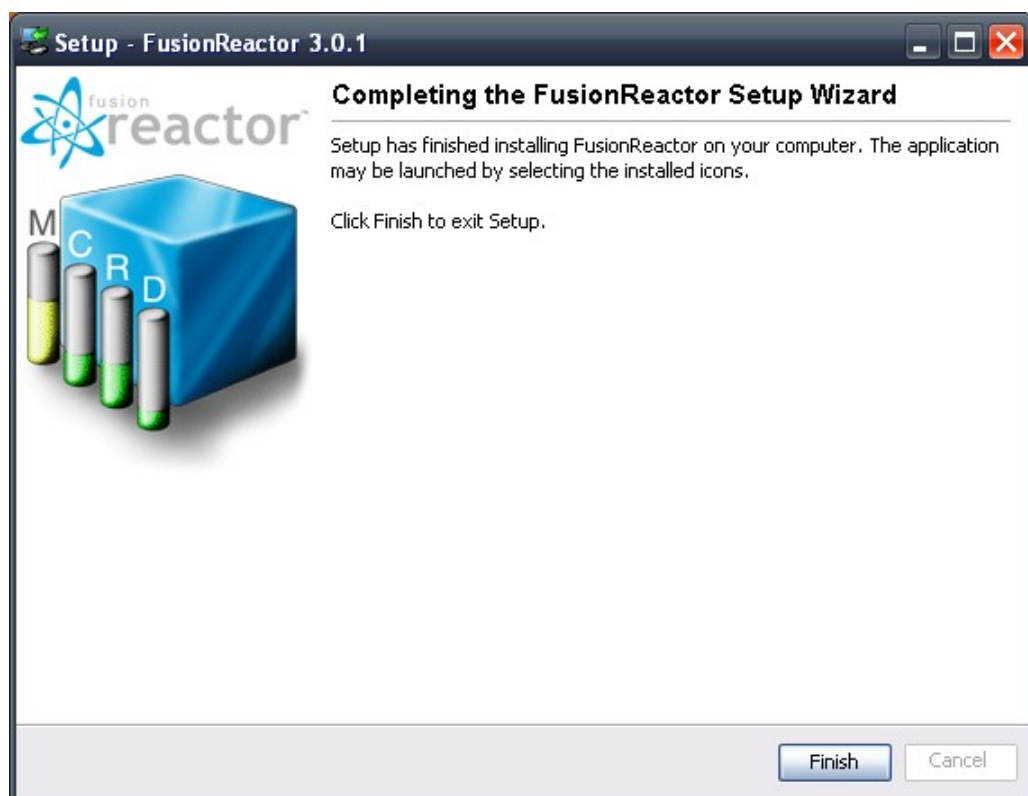 Setup - FusionReactor 3.0.1
fusion
reactor™
M
C
R
D
Completing the FusionReactor Setup Wizard
Setup has finished installing FusionReactor on your computer. The application
may be launched by selecting the installed icons.
Click Finish to exit Setup.
Finish
Cancel